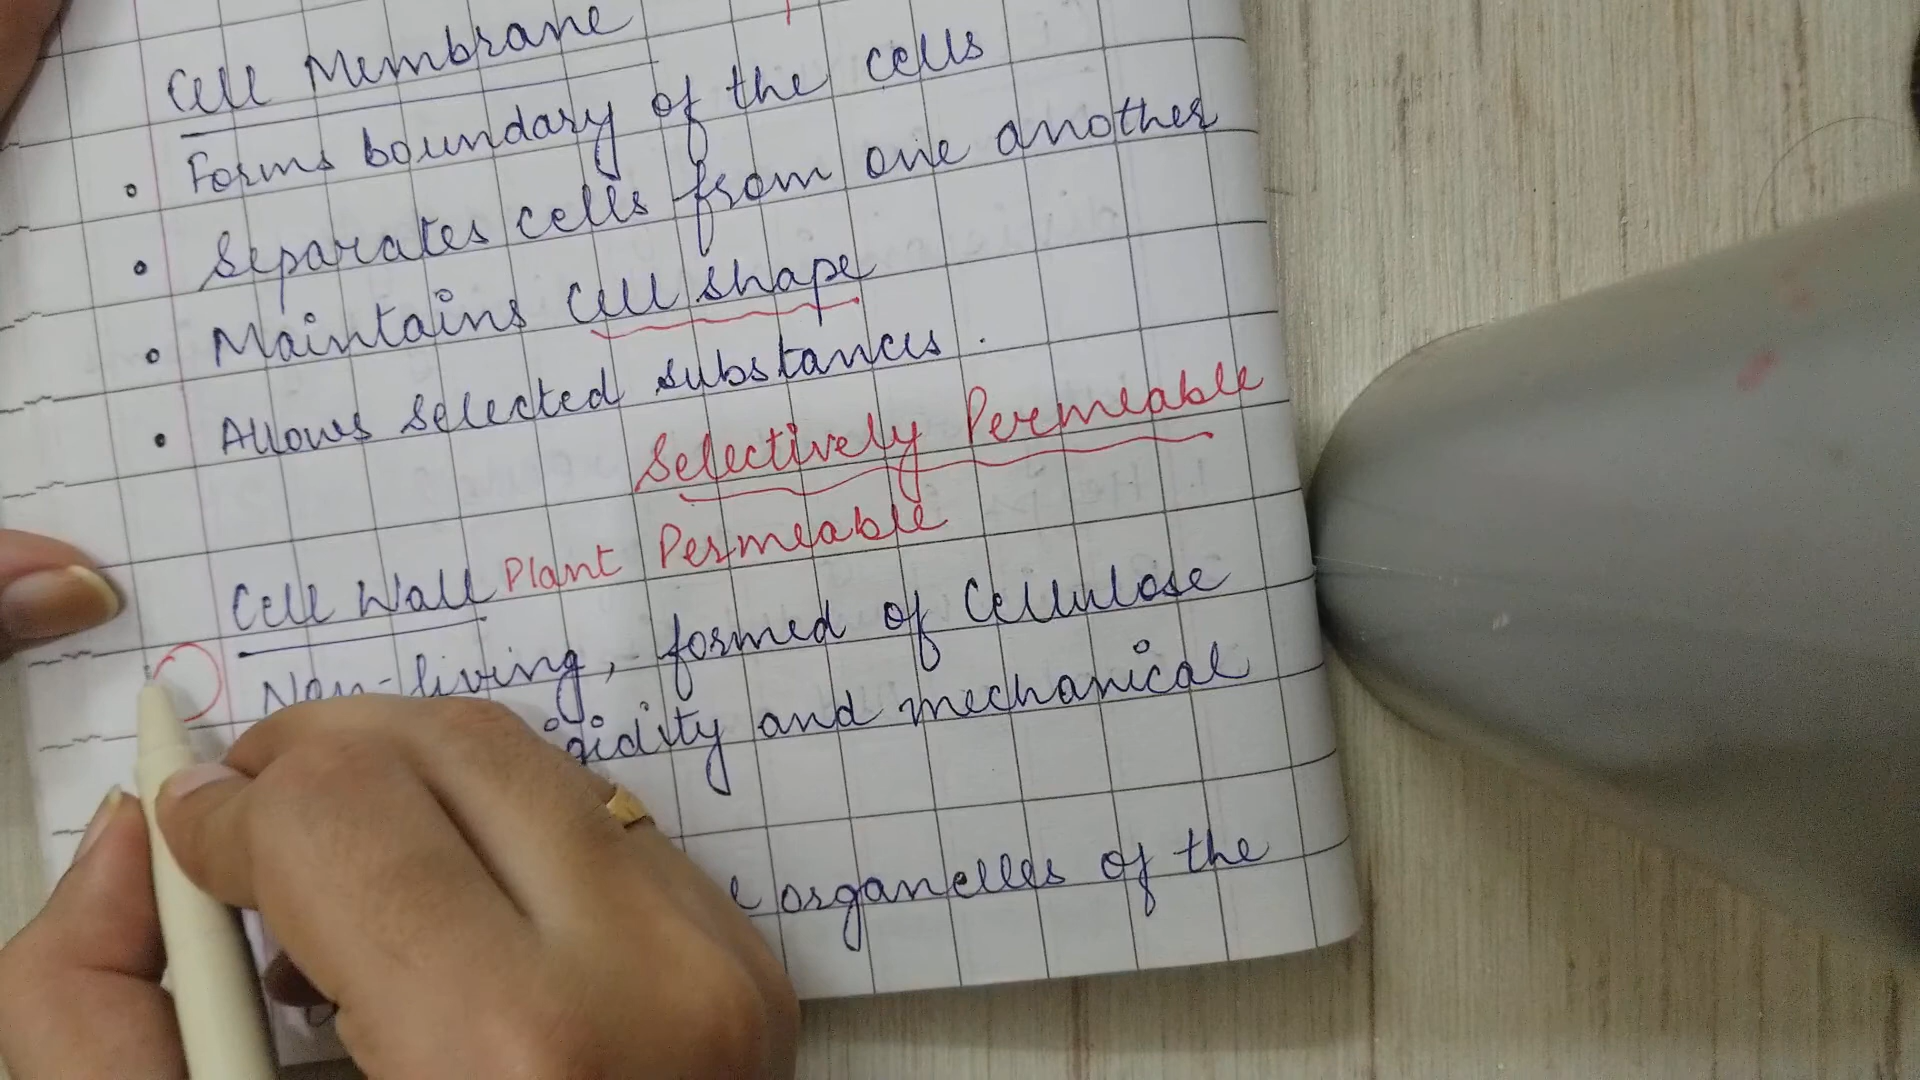 Cell Membrane
Forms boundary of the cells
Separates cells from one another
Maintains Cell shape
Allows selected substances.
Selectively Permeable
Permeable
Cell Wall Plant
Non-living, formed of Cellulose
and mechanical
organelles of the